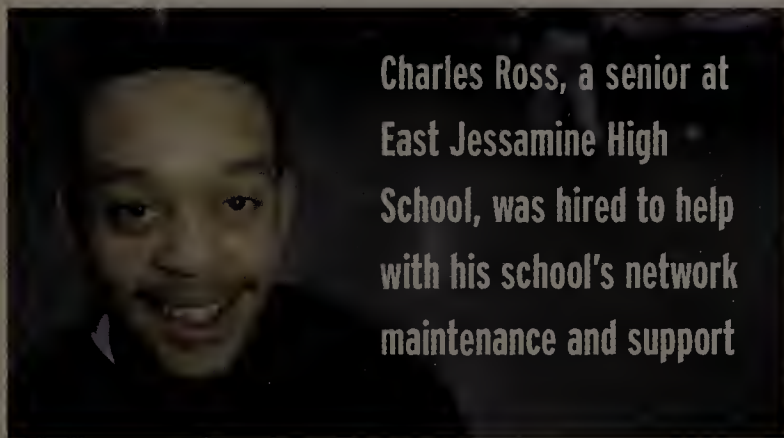 Charles Ross, a senior at
East Jessamine High
School, was hired to help
with his school's network
maintenance and support